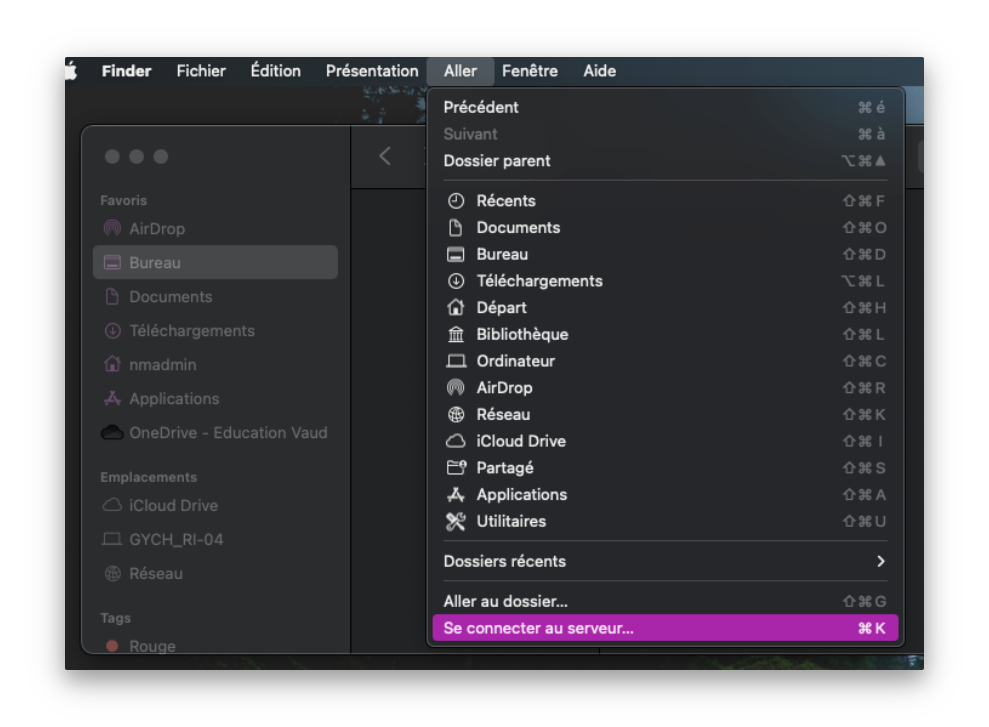 Finder Fichier Édition Présentation Aller Fenêtre Aide
Précédent ⌘ é
Suivant ⌘ à
Dossier parent ⌥⌘▲
Récents ⇧⌘ F
Documents ⇧⌘ O
Bureau ⇧⌘ D
Téléchargements ⌥⌘ L
Départ ⇧⌘ H
Bibliothèque ⇧⌘ L
Ordinateur ⇧⌘ C
AirDrop ⇧⌘ R
Réseau ⇧⌘ K
iCloud Drive ⇧⌘ I
Partagé ⇧⌘ S
Applications ⇧⌘ A
Utilitaires ⇧⌘ U
Dossiers récents
Aller au dossier... ⇧⌘ G
Se connecter au serveur... ⌘ K
Favoris
AirDrop
Bureau
Documents
Téléchargements
nmadmin
Applications
OneDrive - Education Vaud
Emplacements
iCloud Drive
GYCH_RI-04
Réseau
Tags
Rouge